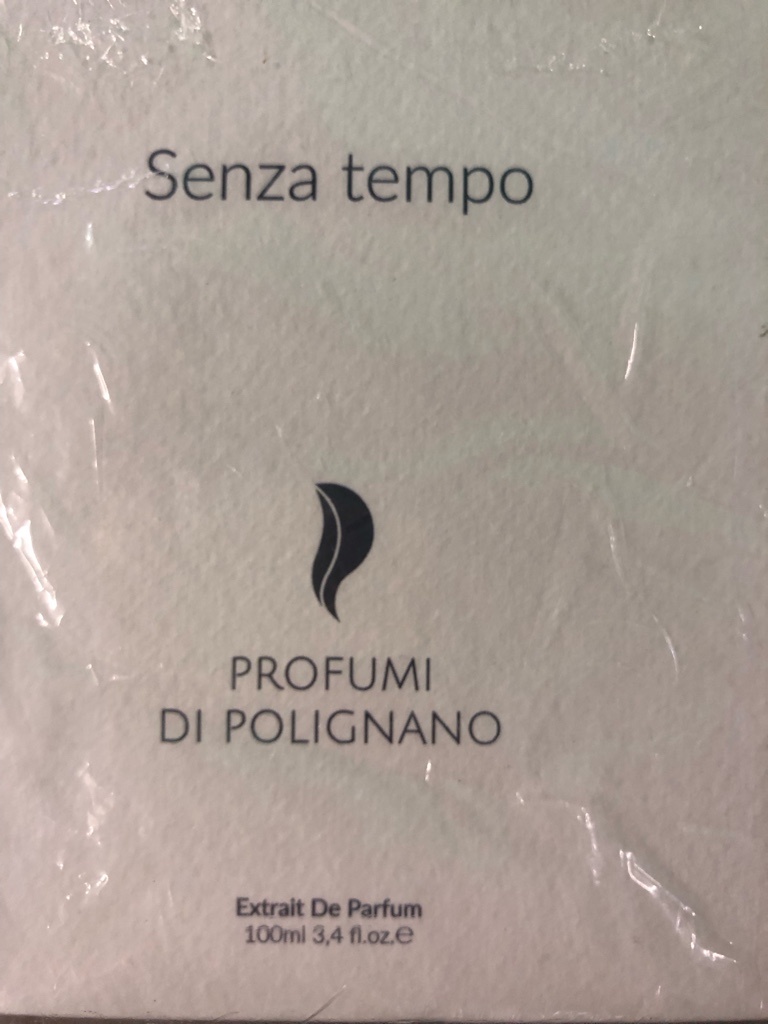 Senza tempo
PROFUMI
DI POLIGNANO
Extrait De Parfum
100ml 3,4 fl.oz.℮